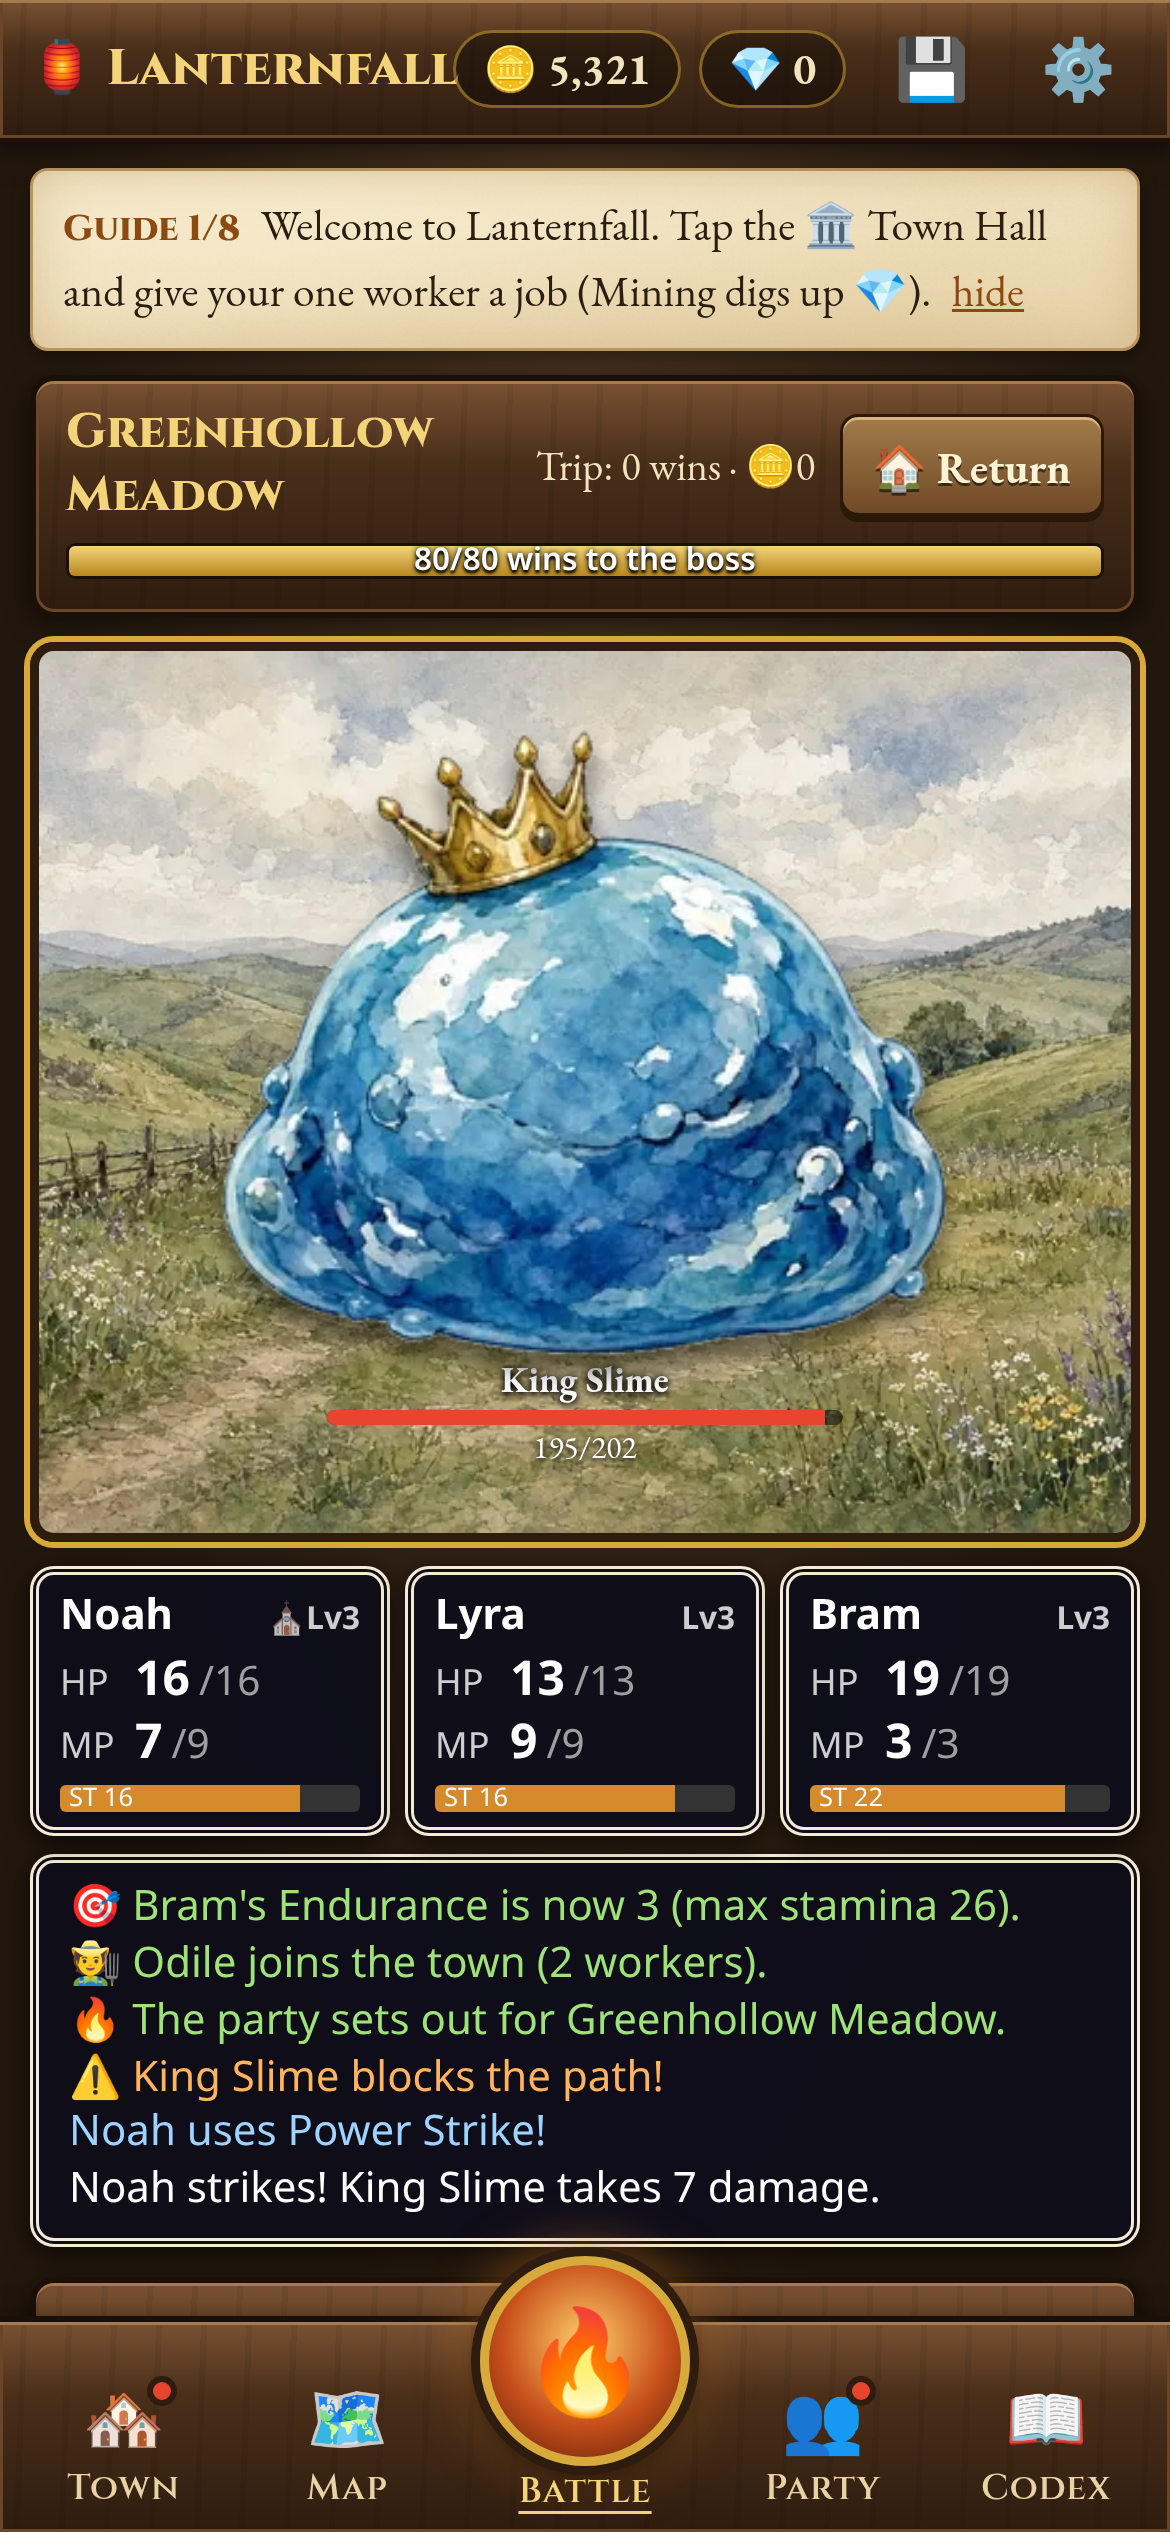 🏮 LANTERNFALL 🪙 5,321 💎 0 💾 ⚙️
GUIDE 1/8 Welcome to Lanternfall. Tap the 🏛️ Town Hall
and give your one worker a job (Mining digs up 💎). hide
GREENHOLLOW
MEADOW
Trip: 0 wins · 🪙0
🏠 Return
80/80 wins to the boss
King Slime
195/202
Noah ⛪Lv3
HP 16 /16
MP 7 /9
ST 16
Lyra Lv3
HP 13 /13
MP 9 /9
ST 16
Bram Lv3
HP 19 /19
MP 3 /3
ST 22
🎯 Bram's Endurance is now 3 (max stamina 26).
🧑‍🌾 Odile joins the town (2 workers).
🔥 The party sets out for Greenhollow Meadow.
⚠️ King Slime blocks the path!
Noah uses Power Strike!
Noah strikes! King Slime takes 7 damage.
TOWN
MAP
BATTLE
PARTY
CODEX